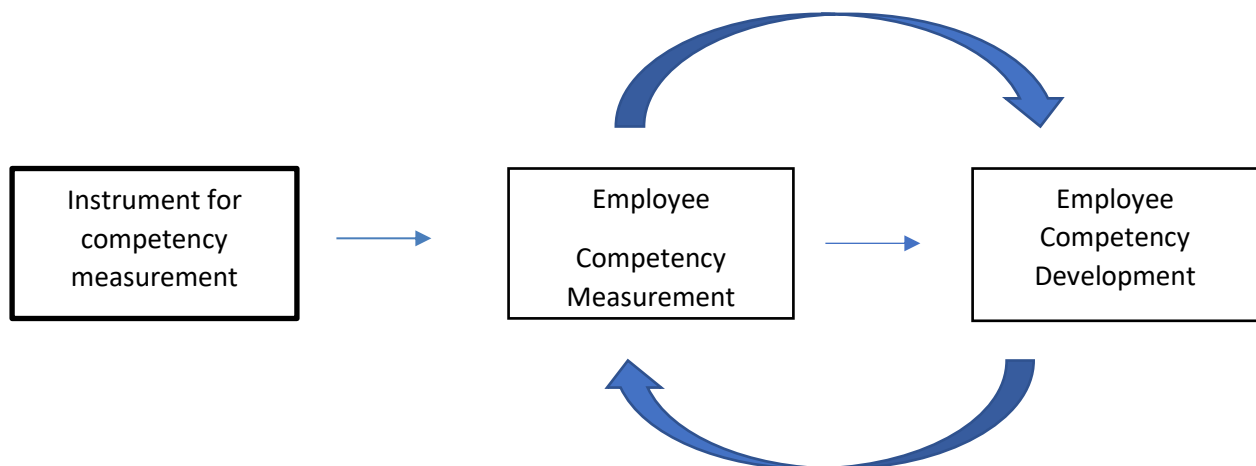 Instrument for
competency
measurement
Employee
Competency
Measurement
Employee
Competency
Development